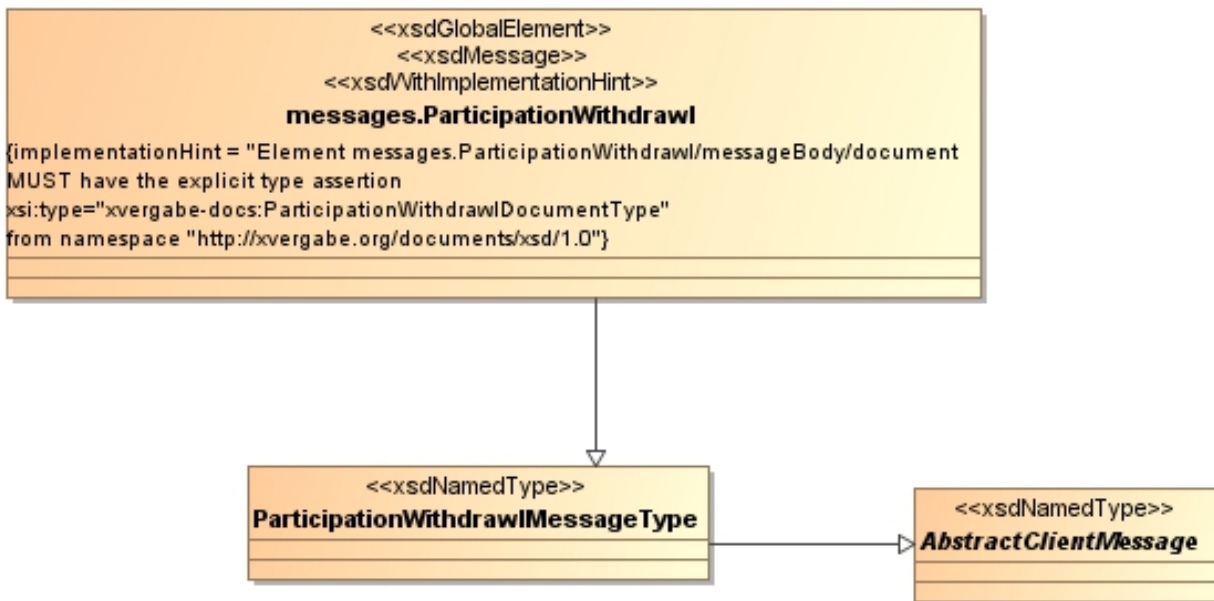 <<xsdGlobalElement>>
<<xsdMessage>>
<<xsdWithImplementationHint>>
messages.ParticipationWithdrawl
{implementationHint = "Element messages.ParticipationWithdrawl/messageBody/document
MUST have the explicit type assertion
xsi:type="xvergabe-docs:ParticipationWithdrawlDocumentType"
from namespace "http://xvergabe.org/documents/xsd/1.0"}
<<xsdNamedType>>
ParticipationWithdrawlMessageType
<<xsdNamedType>>
AbstractClientMessage